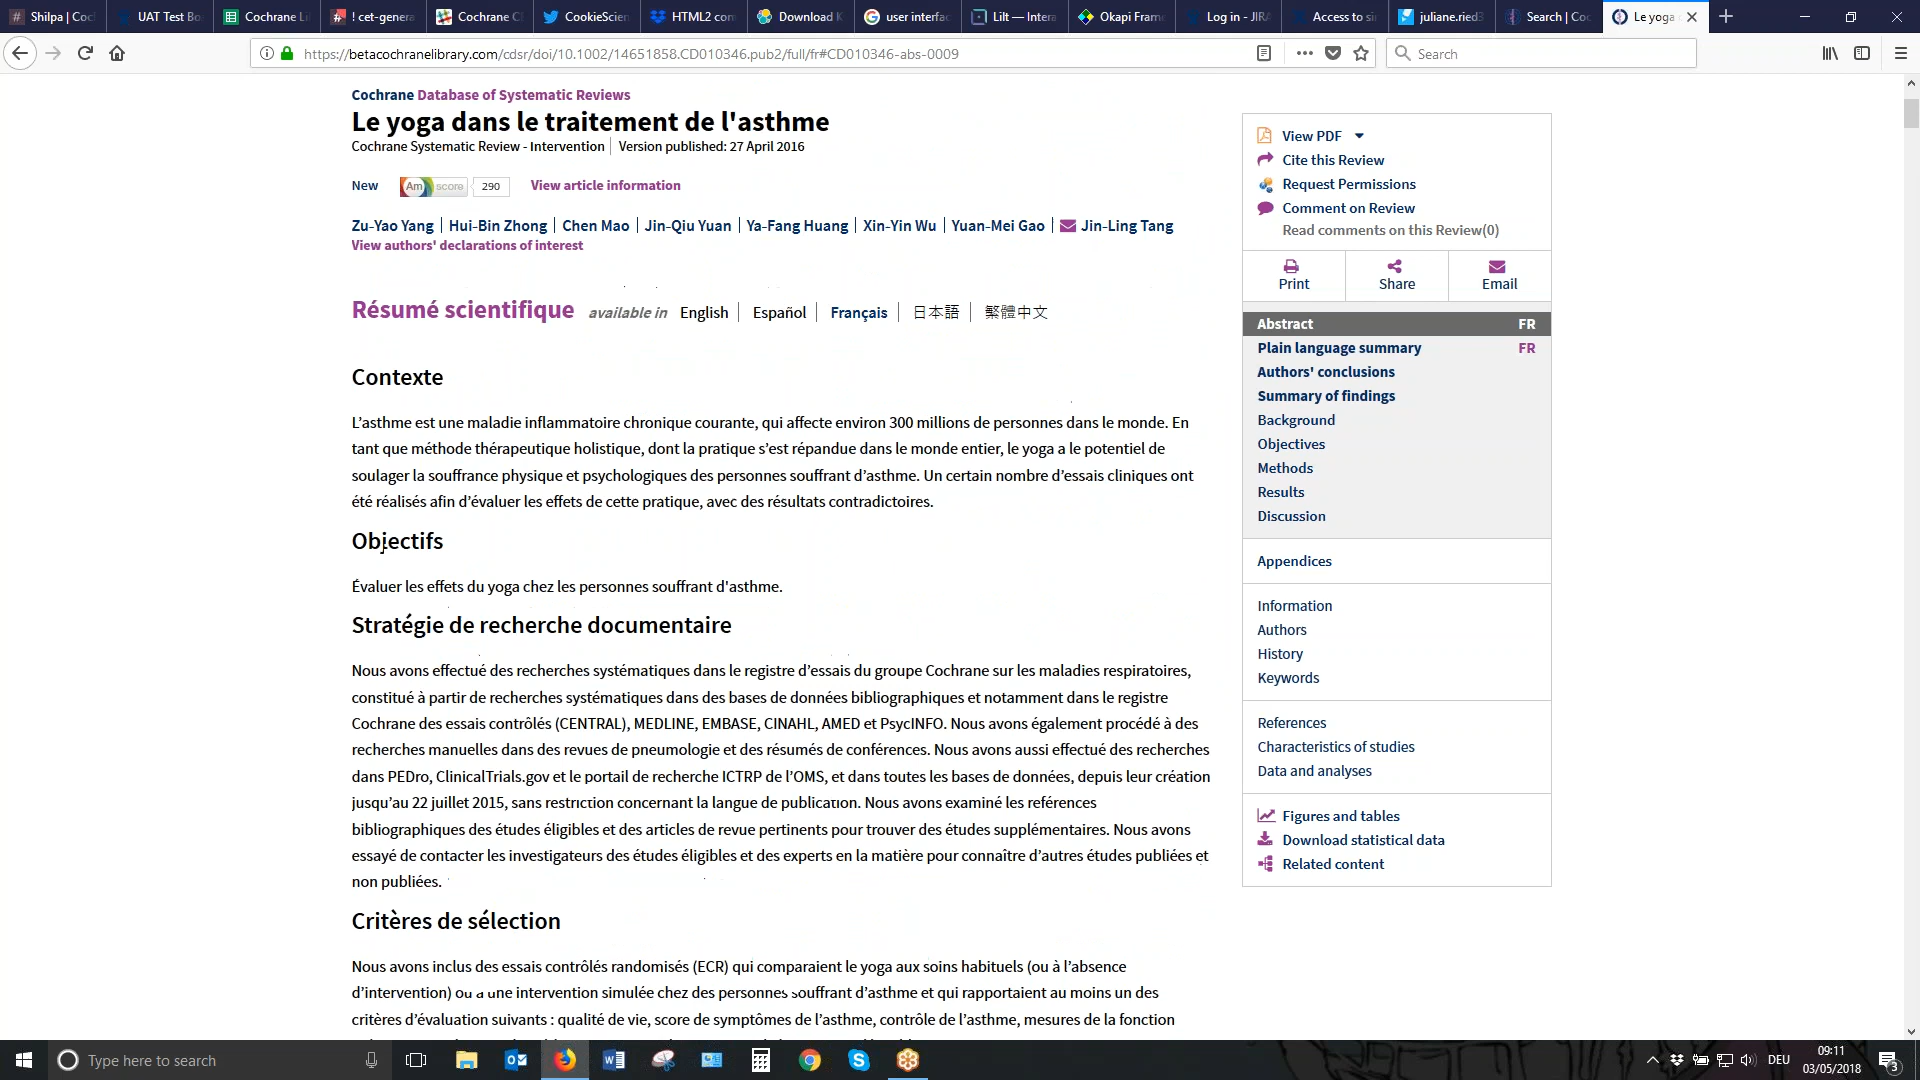 Shilpa | Coc
UAT Test Bo
Cochrane Li
! cet-genera
Cochrane C
CookieScien
HTML2 con
Download K
user interfac
Lilt — Intera
Okapi Frame
Log in - JIRA
Access to si
juliane.ried3
Search | Coc
Le yoga
https://betacochranelibrary.com/cdsr/doi/10.1002/14651858.CD010346.pub2/full/fr#CD010346-abs-0009
Search
Cochrane Database of Systematic Reviews
Le yoga dans le traitement de l'asthme
Cochrane Systematic Review - Intervention | Version published: 27 April 2016
New Am score 290 View article information
Zu-Yao Yang | Hui-Bin Zhong | Chen Mao | Jin-Qiu Yuan | Ya-Fang Huang | Xin-Yin Wu | Yuan-Mei Gao | Jin-Ling Tang
View authors' declarations of interest
Résumé scientifique available in English | Español | Français | 日本語 | 繁體中文
Contexte
L’asthme est une maladie inflammatoire chronique courante, qui affecte environ 300 millions de personnes dans le monde. En
tant que méthode thérapeutique holistique, dont la pratique s’est répandue dans le monde entier, le yoga a le potentiel de
soulager la souffrance physique et psychologiques des personnes souffrant d’asthme. Un certain nombre d’essais cliniques ont
été réalisés afin d’évaluer les effets de cette pratique, avec des résultats contradictoires.
Objectifs
Évaluer les effets du yoga chez les personnes souffrant d'asthme.
Stratégie de recherche documentaire
Nous avons effectué des recherches systématiques dans le registre d’essais du groupe Cochrane sur les maladies respiratoires,
constitué à partir de recherches systématiques dans des bases de données bibliographiques et notamment dans le registre
Cochrane des essais contrôlés (CENTRAL), MEDLINE, EMBASE, CINAHL, AMED et PsycINFO. Nous avons également procédé à des
recherches manuelles dans des revues de pneumologie et des résumés de conférences. Nous avons aussi effectué des recherches
dans PEDro, ClinicalTrials.gov et le portail de recherche ICTRP de l’OMS, et dans toutes les bases de données, depuis leur création
jusqu’au 22 juillet 2015, sans restriction concernant la langue de publication. Nous avons examiné les références
bibliographiques des études éligibles et des articles de revue pertinents pour trouver des études supplémentaires. Nous avons
essayé de contacter les investigateurs des études éligibles et des experts en la matière pour connaître d’autres études publiées et
non publiées.
Critères de sélection
Nous avons inclus des essais contrôlés randomisés (ECR) qui comparaient le yoga aux soins habituels (ou à l’absence
d’intervention) ou à une intervention simulée chez des personnes souffrant d’asthme et qui rapportaient au moins un des
critères d’évaluation suivants : qualité de vie, score de symptômes de l’asthme, contrôle de l’asthme, mesures de la fonction
View PDF
Cite this Review
Request Permissions
Comment on Review
Read comments on this Review(0)
Print
Share
Email
Abstract FR
Plain language summary FR
Authors' conclusions
Summary of findings
Background
Objectives
Methods
Results
Discussion
Appendices
Information
Authors
History
Keywords
References
Characteristics of studies
Data and analyses
Figures and tables
Download statistical data
Related content
Type here to search
DEU
09:11
03/05/2018
3